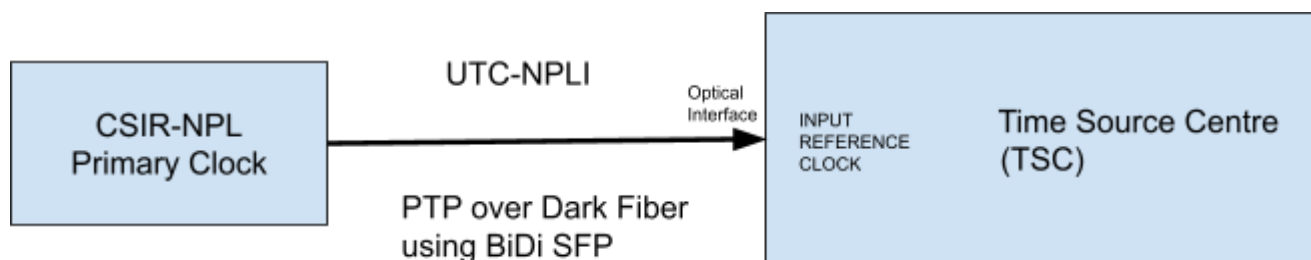 CSIR-NPL
Primary Clock
UTC-NPLI
PTP over Dark Fiber
using BiDi SFP
Optical
Interface
INPUT
REFERENCE
CLOCK
Time Source Centre
(TSC)